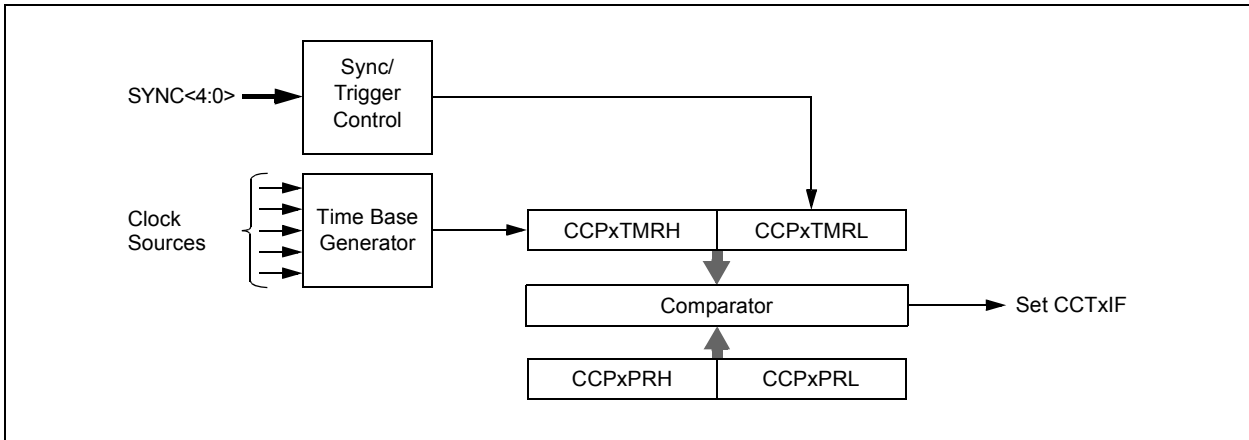 Sync/
Trigger
Control
SYNC<4:0>
Clock
Sources
Time Base
Generator
CCPxTMRH
CCPxTMRL
Comparator
Set CCTxIF
CCPxPRH
CCPxPRL